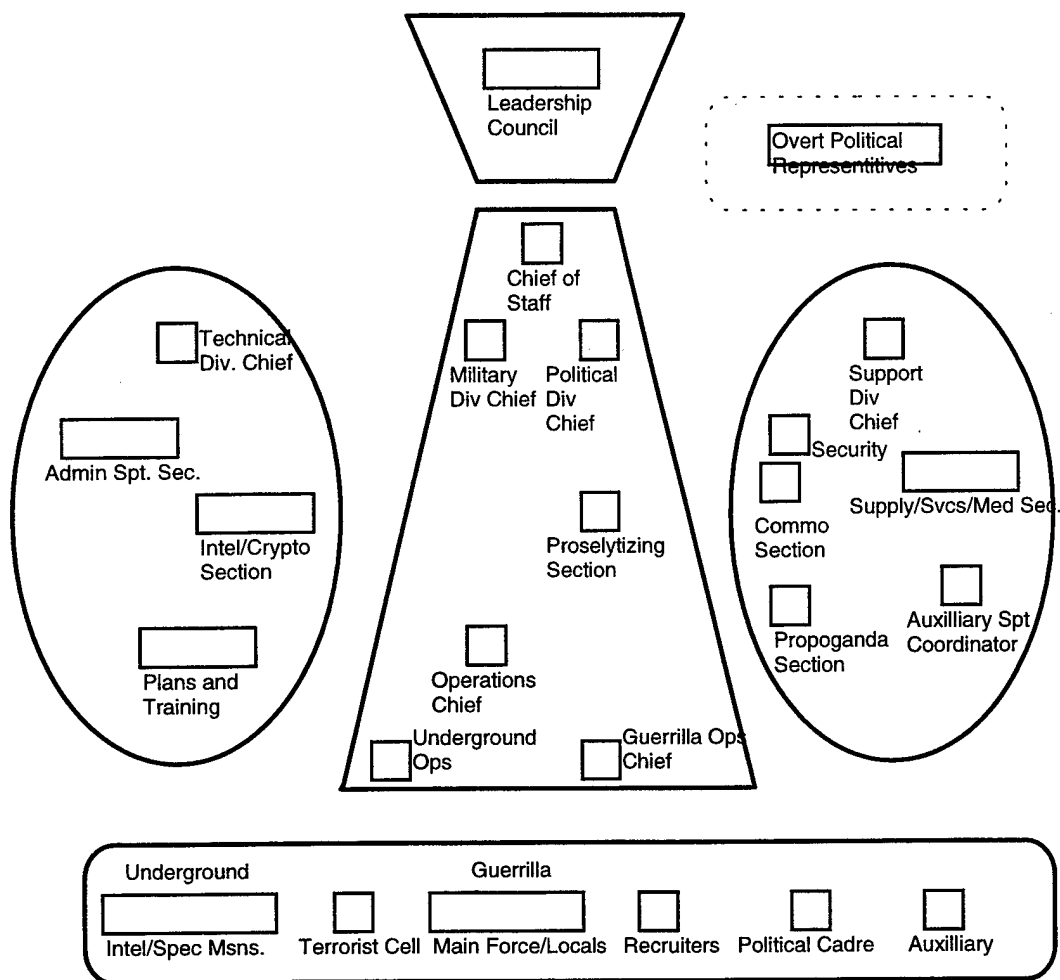 Leadership
Council
Overt Political
Representitives
Chief of
Staff
Military
Div Chief
Political
Div
Chief
Proselytizing
Section
Operations
Chief
Underground
Ops
Guerrilla Ops
Chief
Technical
Div. Chief
Admin Spt. Sec.
Intel/Crypto
Section
Plans and
Training
Support
Div
Chief
Security
Supply/Svcs/Med Sec.
Commo
Section
Propoganda
Section
Auxilliary Spt
Coordinator
Underground
Guerrilla
Intel/Spec Msns.
Terrorist Cell
Main Force/Locals
Recruiters
Political Cadre
Auxilliary